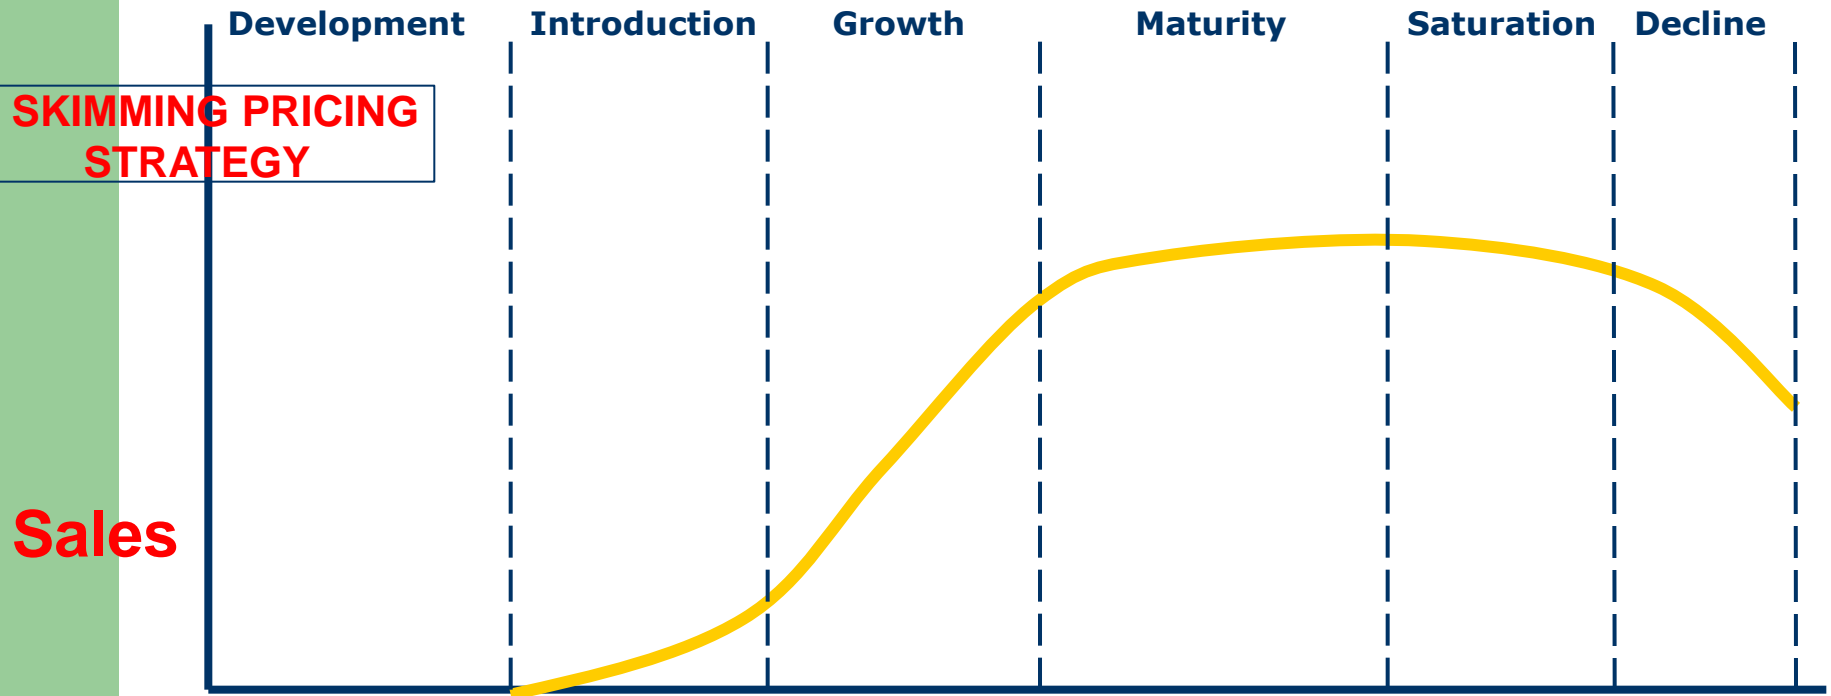 Development Introduction Growth Maturity Saturation Decline
SKIMMING PRICING
STRATEGY
Sales